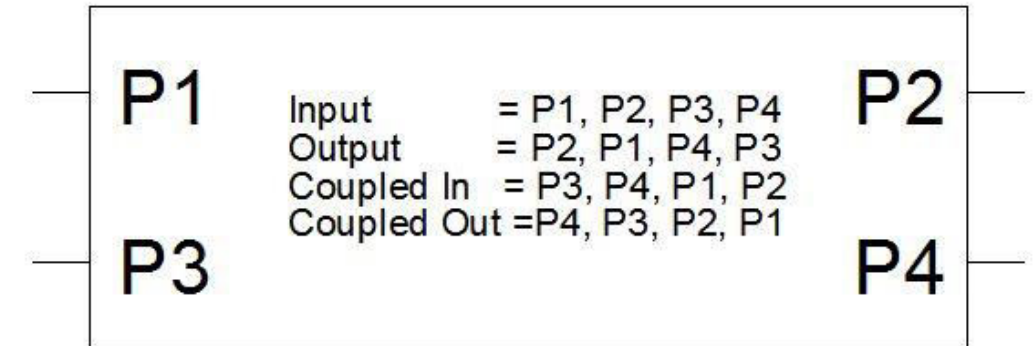 P1
P2
Input = P1, P2, P3, P4
Output = P2, P1, P4, P3
Coupled In = P3, P4, P1, P2
Coupled Out =P4, P3, P2, P1
P3
P4